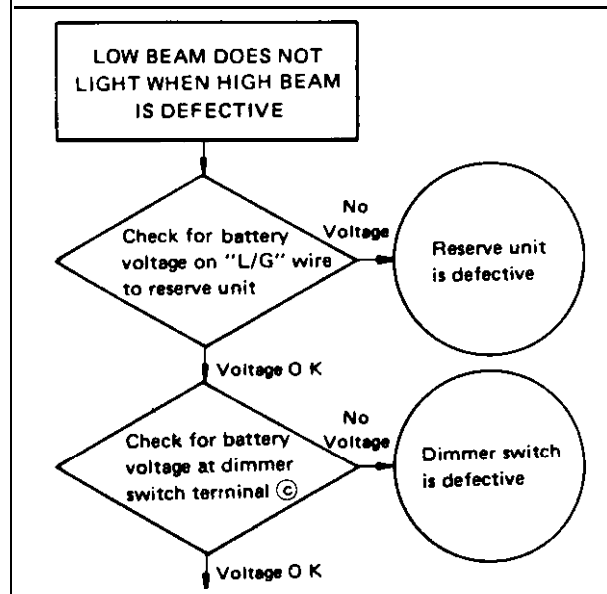 LOW BEAM DOES NOT
LIGHT WHEN HIGH BEAM
IS DEFECTIVE
Check for battery
voltage on "L/G" wire
to reserve unit
No
Voltage
Reserve unit
is defective
Voltage O K
Check for battery
voltage at dimmer
switch terminal ⓒ
No
Voltage
Dimmer switch
is defective
Voltage O K